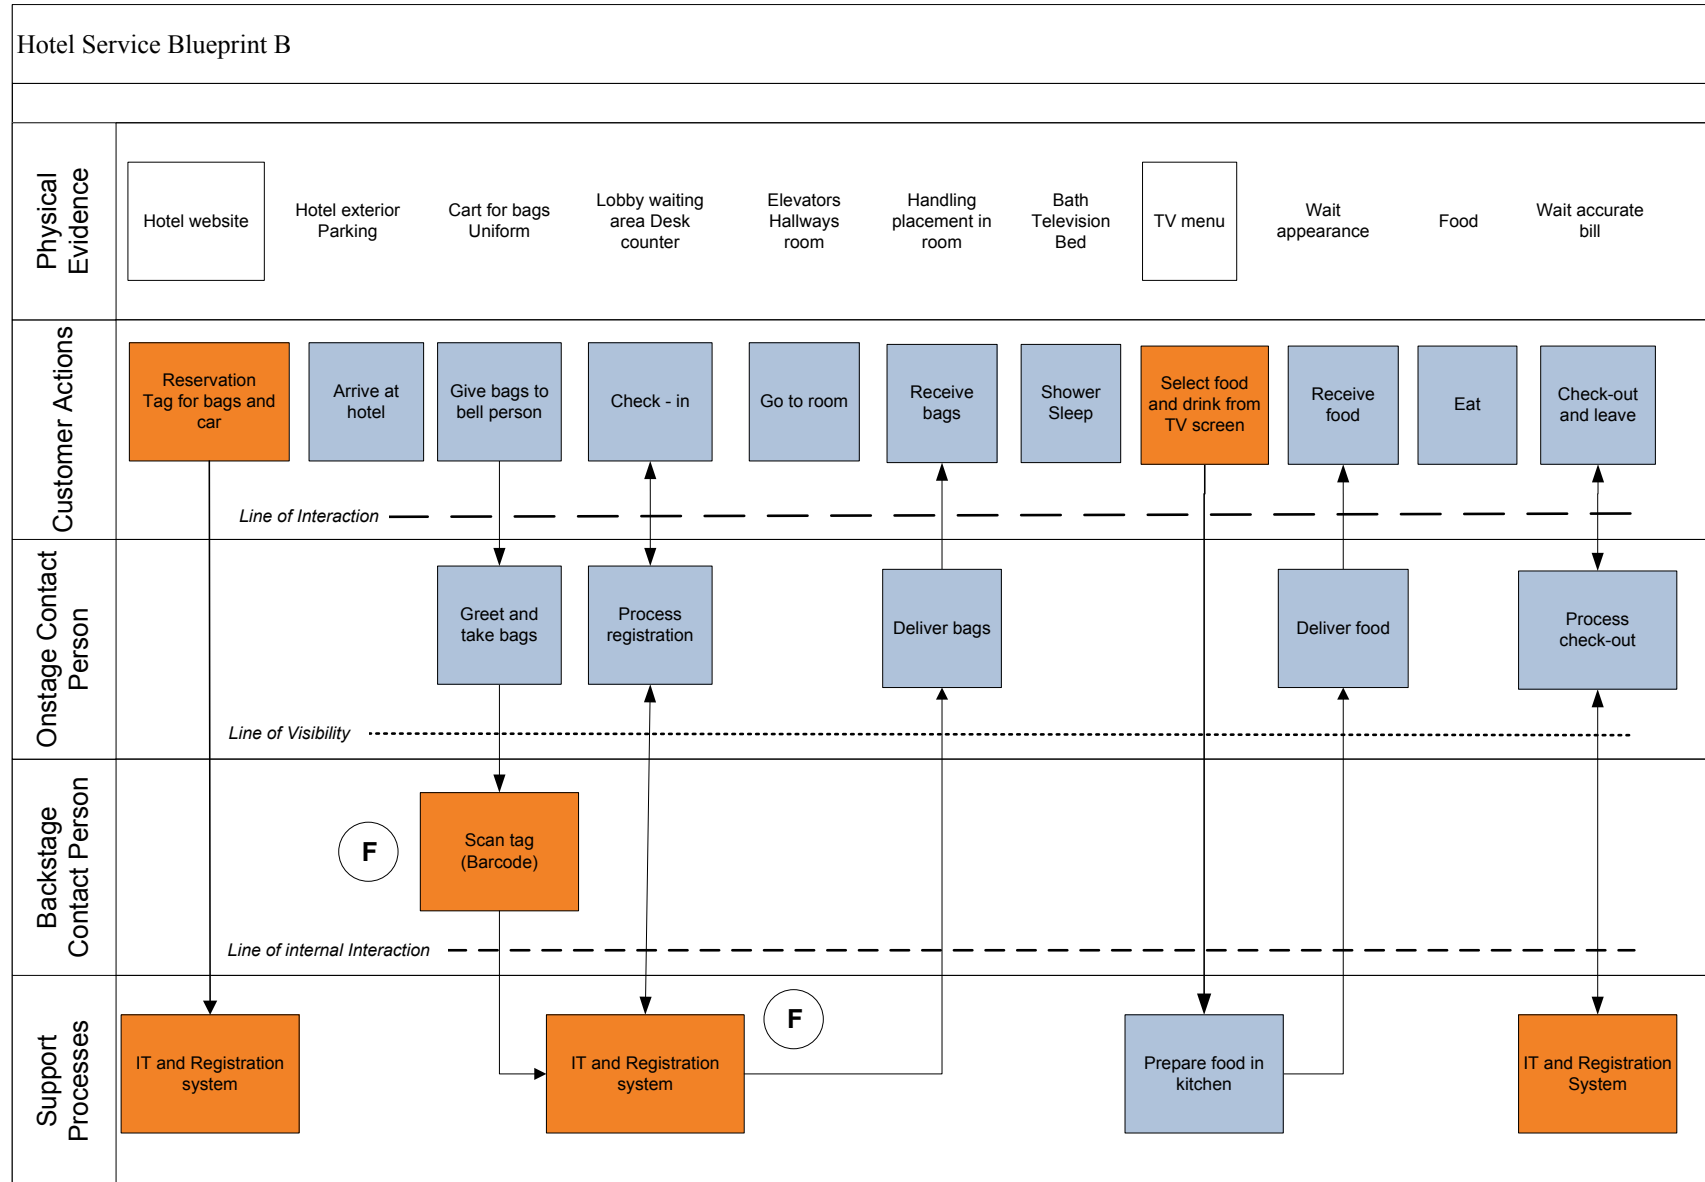 Hotel Service Blueprint B
Physical
Evidence
Hotel website
Hotel exterior
Parking
Cart for bags
Uniform
Lobby waiting
area Desk
counter
Elevators
Hallways
room
Handling
placement in
room
Bath
Television
Bed
TV menu
Wait
appearance
Food
Wait accurate
bill
Customer Actions
Reservation
Tag for bags and
car
Arrive at
hotel
Give bags to
bell person
Check - in
Go to room
Receive
bags
Shower
Sleep
Select food
and drink from
TV screen
Receive
food
Eat
Check-out
and leave
Line of Interaction
Onstage Contact
Person
Greet and
take bags
Process
registration
Deliver bags
Deliver food
Process
check-out
Line of Visibility
Backstage
Contact Person
F
Scan tag
(Barcode)
Line of internal Interaction
Support
Processes
IT and Registration
system
IT and Registration
system
F
Prepare food in
kitchen
IT and Registration
System